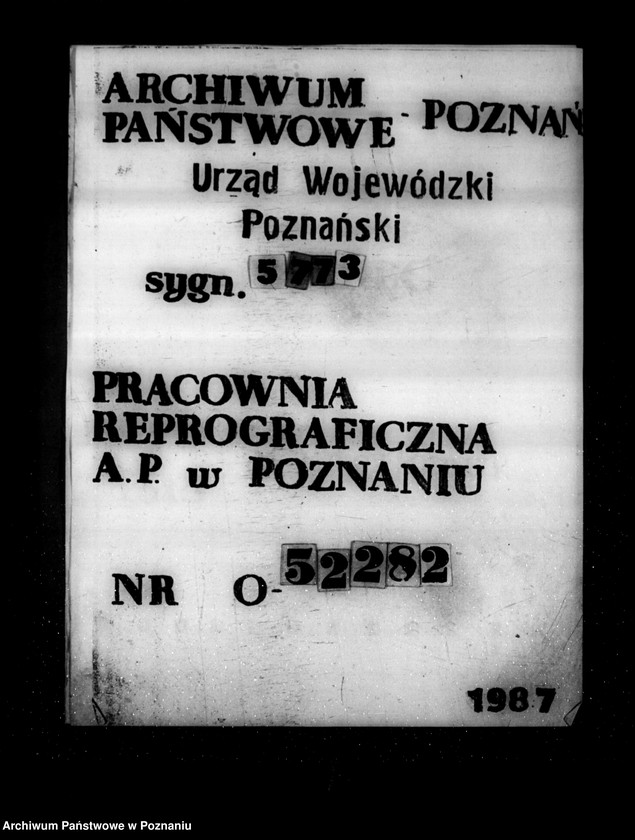 ARCHIWUM
PAŃSTWOWE - POZNAŃ
Urząd Wojewódzki
Poznański
sygn. 5773
PRACOWNIA
REPROGRAFICZNA
A.P. w POZNANIU
NR O-52282
1987
Archiwum Państwowe w Poznaniu